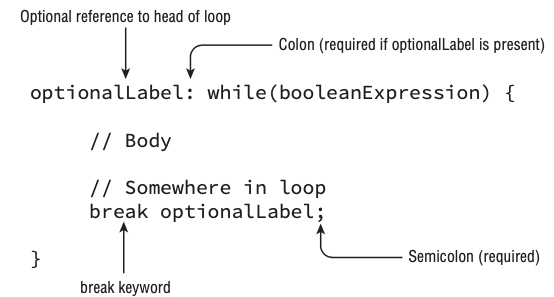 Optional reference to head of loop
Colon (required if optionalLabel is present)
optionalLabel: while(booleanExpression) {
// Body
// Somewhere in loop
break optionalLabel;
}
Semicolon (required)
break keyword